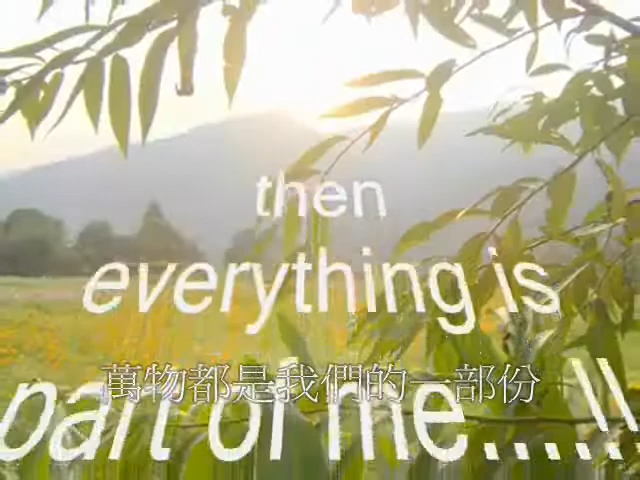 then
everything is
part of me.....!!
萬物都是我們的一部份